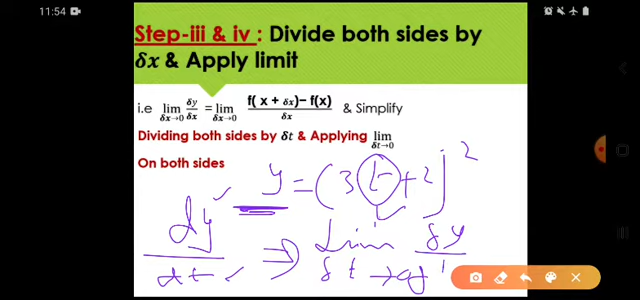 11:54
Step-iii & iv : Divide both sides by
δx & Apply limit
i.e lim δx→0 δy/δx = lim δx→0 f( x + δx)− f(x)/δx & Simplify
Dividing both sides by δt & Applying lim δt→0
On both sides
y = (3t+2)²
dy/dt ⇒ Lim δt→0 δy